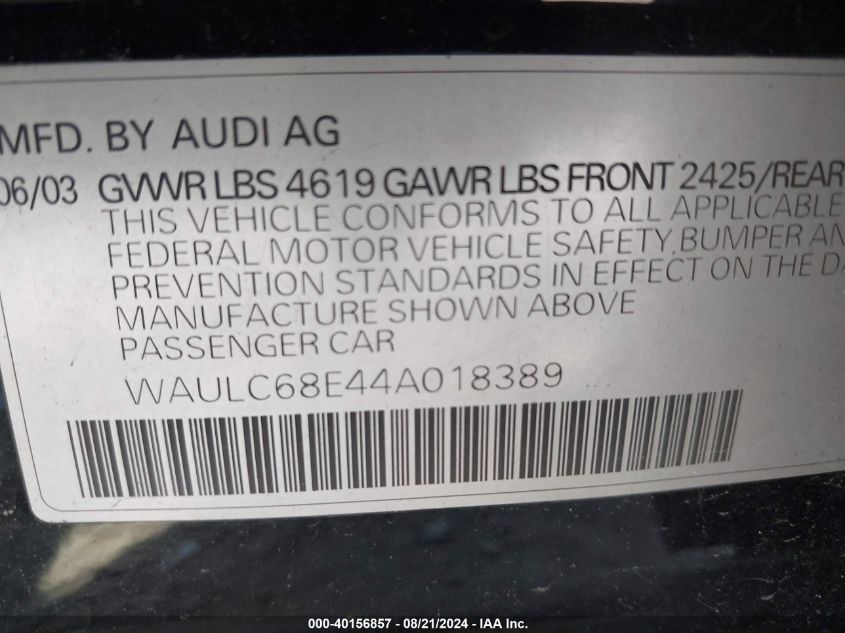 MFD. BY AUDI AG
06/03 GVWR LBS 4619 GAWR LBS FRONT 2425/REAR
THIS VEHICLE CONFORMS TO ALL APPLICABLE
FEDERAL MOTOR VEHICLE SAFETY, BUMPER AN
PREVENTION STANDARDS IN EFFECT ON THE DA
MANUFACTURE SHOWN ABOVE
PASSENGER CAR
WAULC68E44A018389
000-40156857 - 08/21/2024 - IAA Inc.